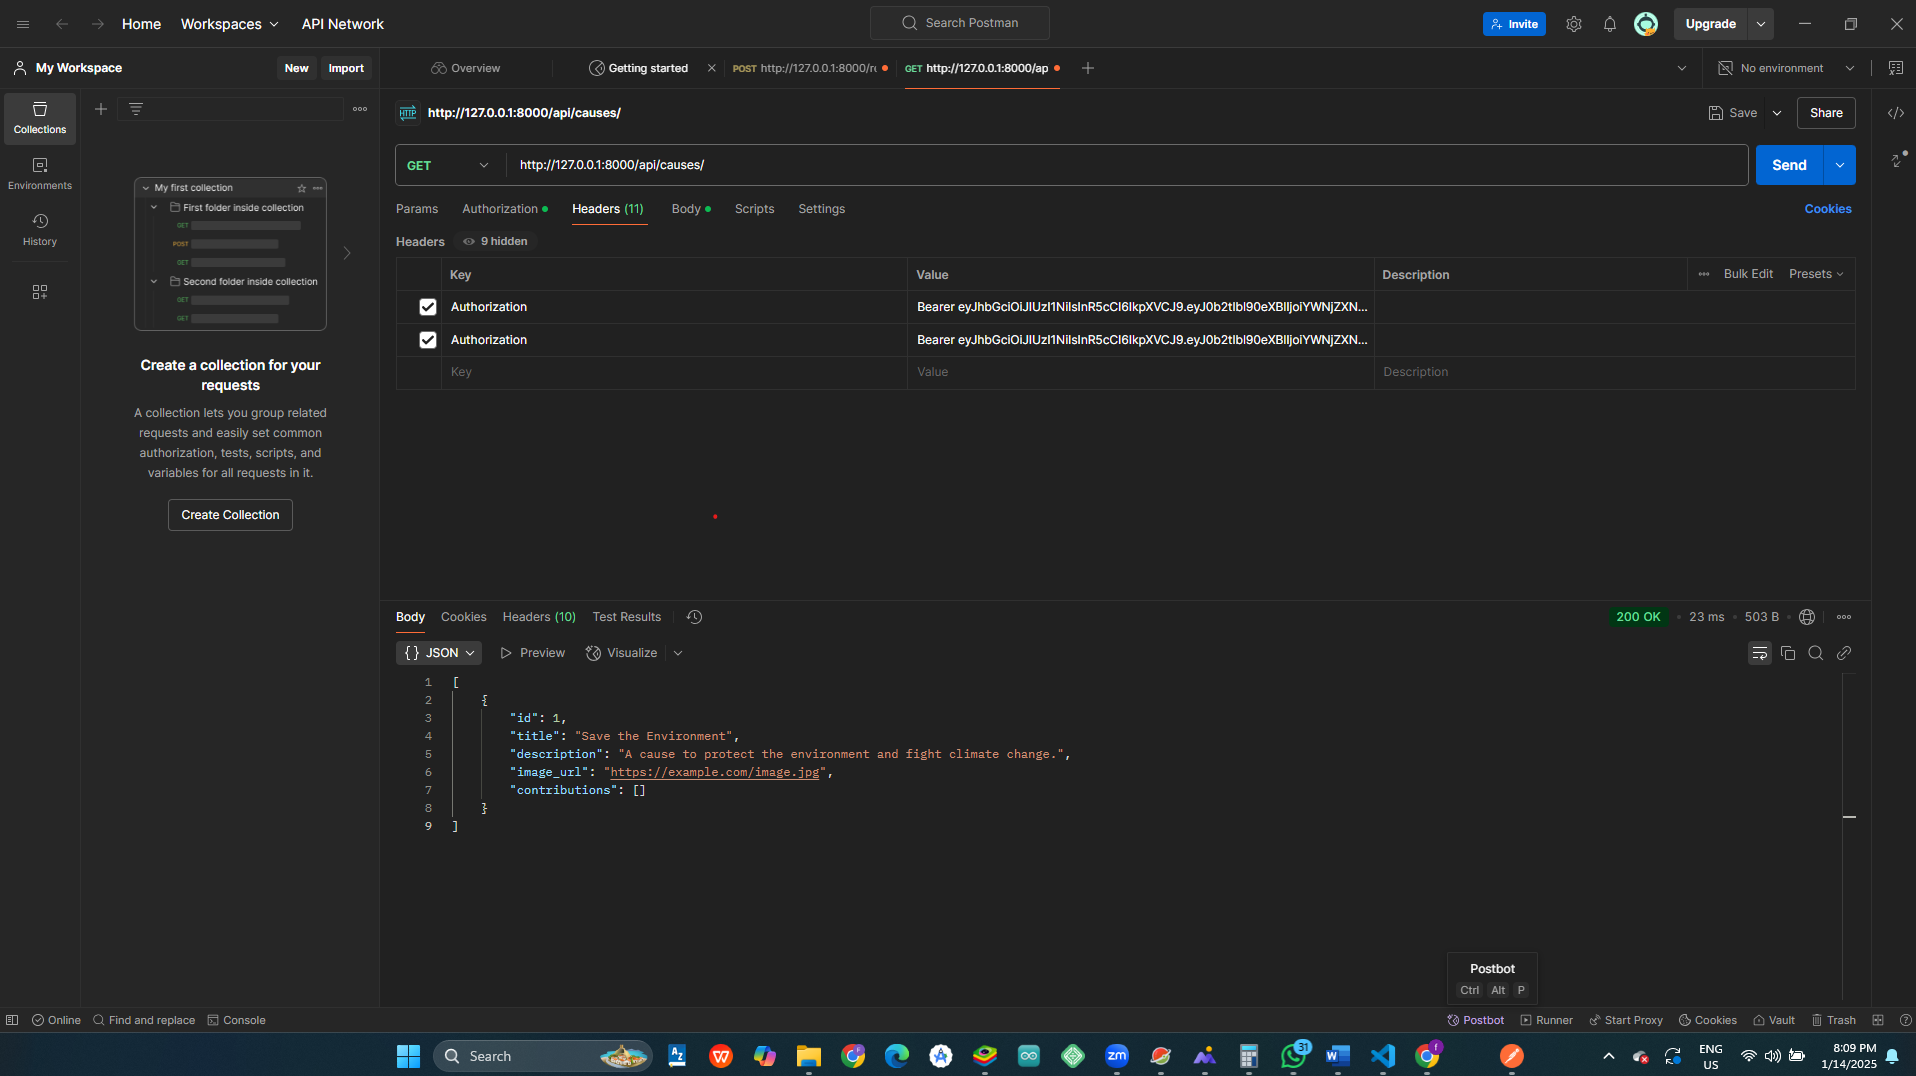 Home Workspaces API Network
Search Postman
Invite
Upgrade
My Workspace
New Import
Overview
Getting started
POST http://127.0.0.1:8000/re
GET http://127.0.0.1:8000/ap
No environment
Collections
Environments
History
My first collection
First folder inside collection
GET
POST
GET
Second folder inside collection
GET
GET
Create a collection for your
requests
A collection lets you group related
requests and easily set common
authorization, tests, scripts, and
variables for all requests in it.
Create Collection
HTTP http://127.0.0.1:8000/api/causes/
Save Share
GET http://127.0.0.1:8000/api/causes/
Send
Params Authorization Headers (11) Body Scripts Settings
Cookies
Headers 9 hidden
Key Value Description Bulk Edit Presets
Authorization Bearer eyJhbGciOiJIUzI1NiIsInR5cCI6IkpXVCJ9.eyJ0b2tlbl90eXBlIjoiYWNjZXN...
Authorization Bearer eyJhbGciOiJIUzI1NiIsInR5cCI6IkpXVCJ9.eyJ0b2tlbl90eXBlIjoiYWNjZXN...
Key Value Description
Body Cookies Headers (10) Test Results
200 OK 23 ms 503 B
{} JSON Preview Visualize
1 [
2 {
3 "id": 1,
4 "title": "Save the Environment",
5 "description": "A cause to protect the environment and fight climate change.",
6 "image_url": "https://example.com/image.jpg",
7 "contributions": []
8 }
9 ]
Postbot
Ctrl Alt P
Online Find and replace Console
Postbot Runner Start Proxy Cookies Vault Trash
Search
A Z
W
zm
31
W
f
ENG
US
8:09 PM
1/14/2025